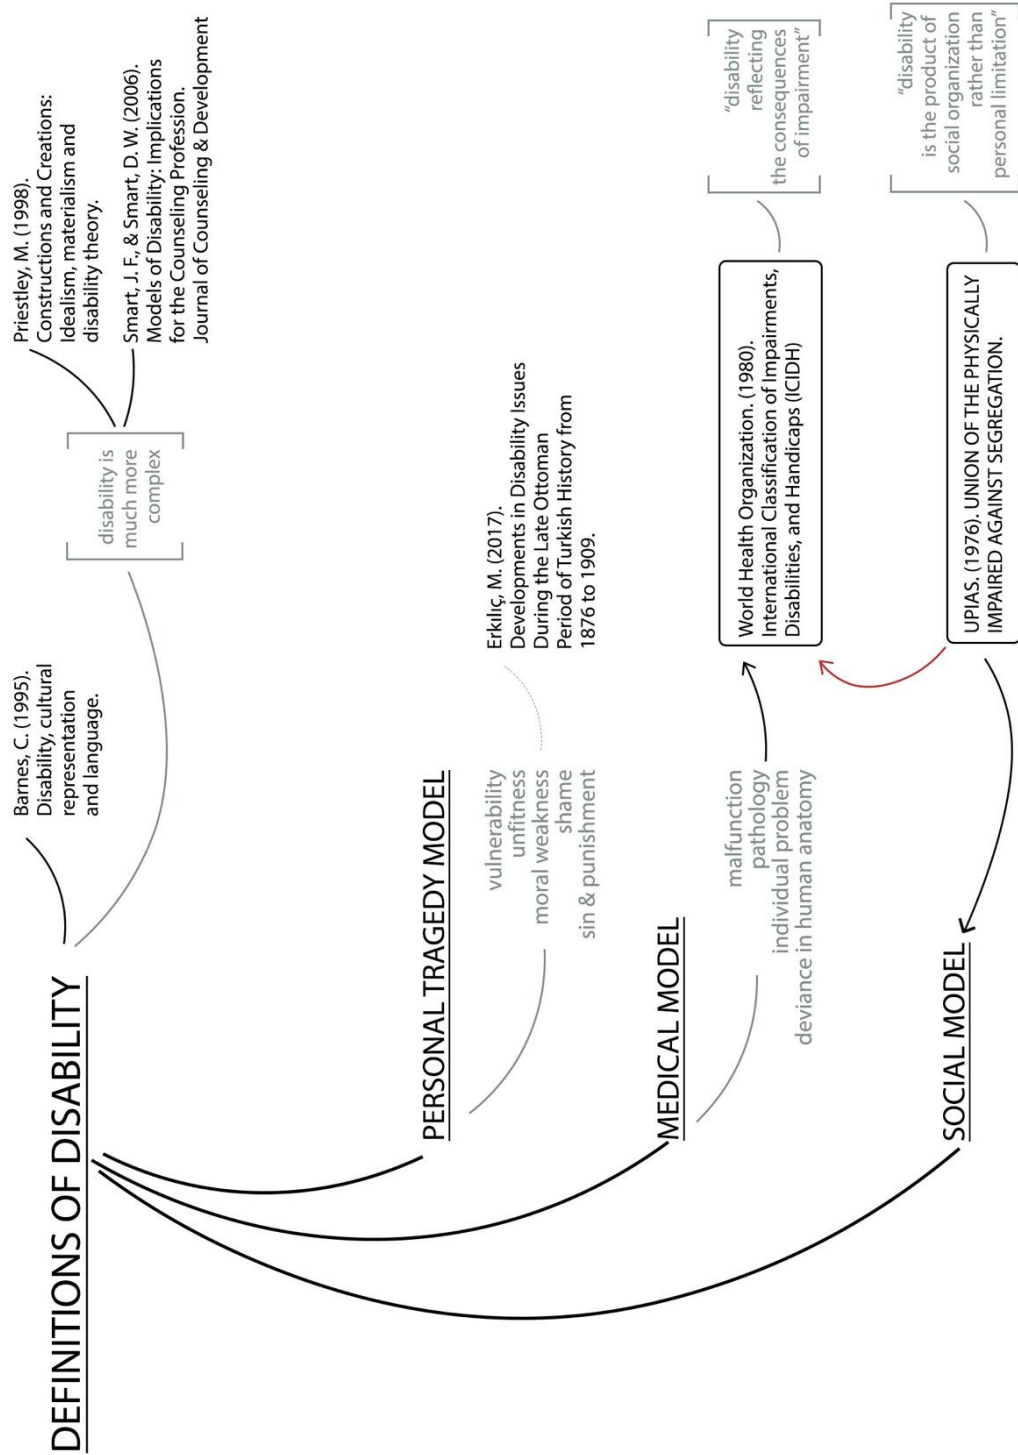 DEFINITIONS OF DISABILITY
Barnes, C. (1995).
Disability, cultural
representation
and language.
disability is
much more
complex
Priestley, M. (1998).
Constructions and Creations:
Idealism, materialism and
disability theory.
Smart, J. F., & Smart, D. W. (2006).
Models of Disability: Implications
for the Counseling Profession.
Journal of Counseling & Development
PERSONAL TRAGEDY MODEL
vulnerability
unfitness
moral weakness
shame
sin & punishment
Erkılıç, M. (2017).
Developments in Disability Issues
During the Late Ottoman
Period of Turkish History from
1876 to 1909.
MEDICAL MODEL
malfunction
pathology
individual problem
deviance in human anatomy
World Health Organization. (1980).
International Classification of Impairments,
Disabilities, and Handicaps (ICIDH)
"disability
reflecting
the consequences
of impairment"
SOCIAL MODEL
UPIAS. (1976). UNION OF THE PHYSICALLY
IMPAIRED AGAINST SEGREGATION.
"disability
is the product of
social organization
rather than
personal limitation"